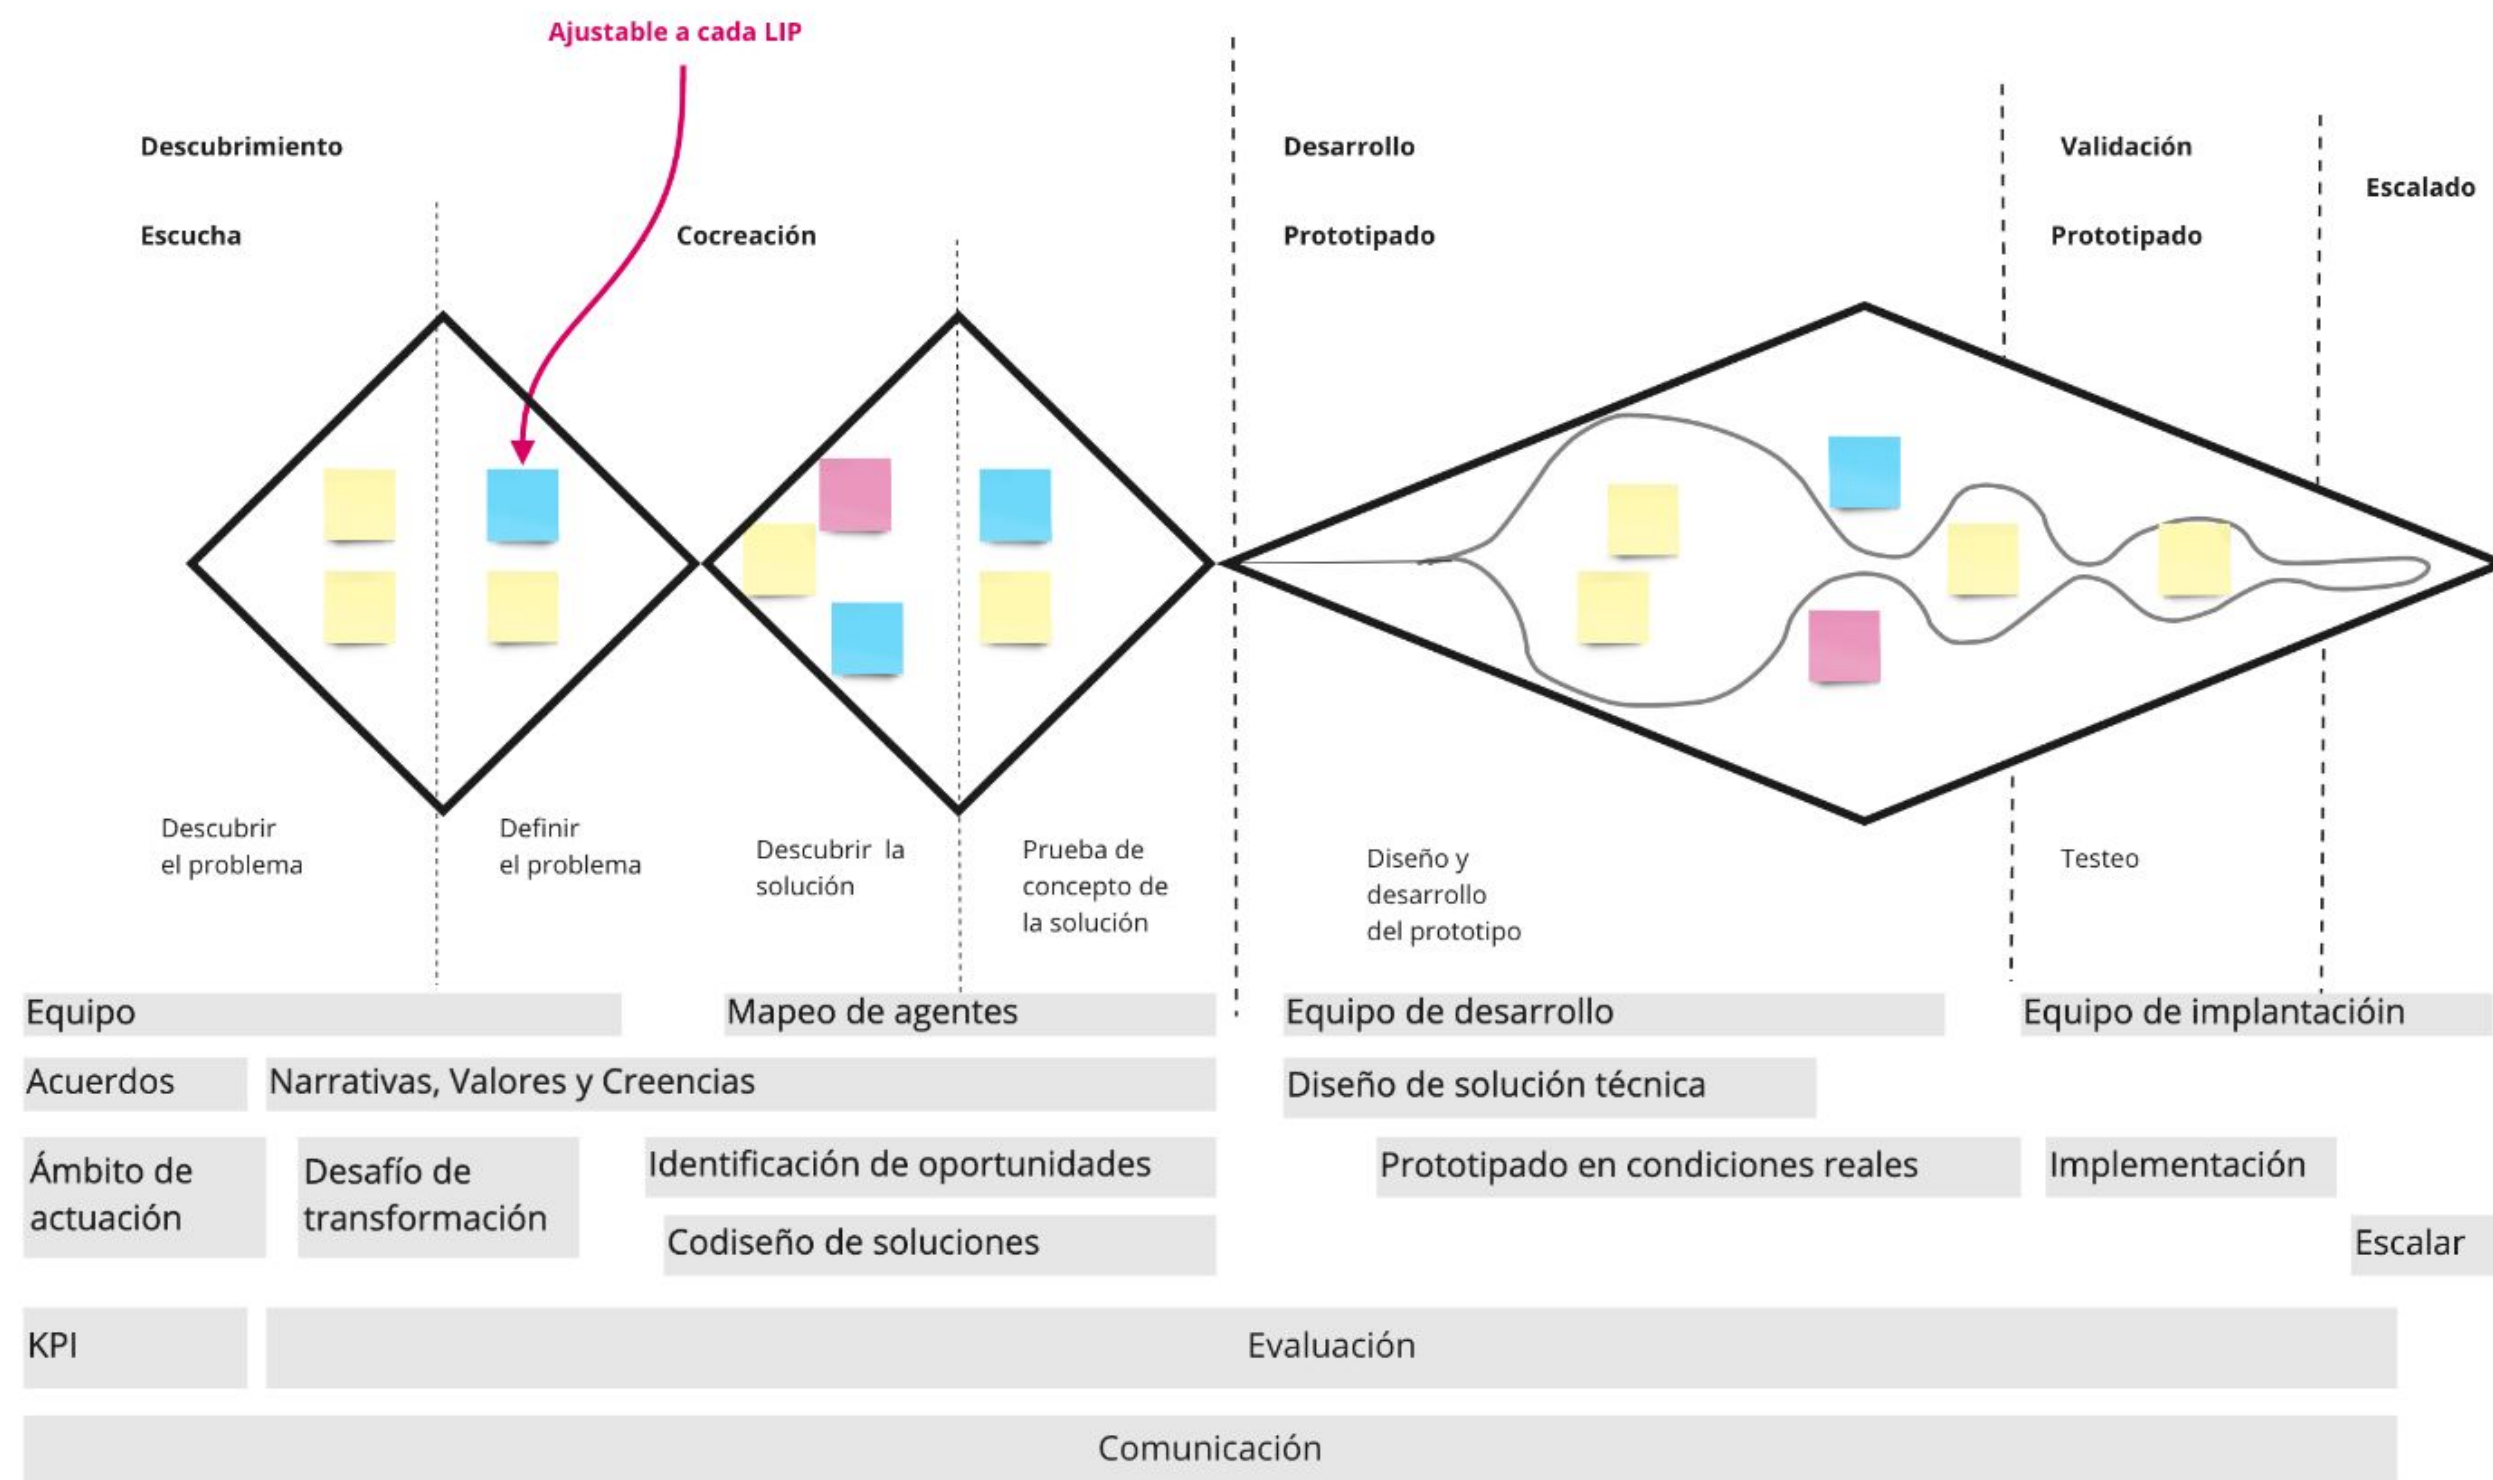 Ajustable a cada LIP
Descubrimiento
Desarrollo
Validación
Escalado
Escucha
Cocreación
Prototipado
Prototipado
Descubrir
el problema
Definir
el problema
Descubrir la
solución
Prueba de
concepto de
la solución
Diseño y
desarrollo
del prototipo
Testeo
Equipo
Mapeo de agentes
Equipo de desarrollo
Equipo de implantacióin
Acuerdos
Narrativas, Valores y Creencias
Diseño de solución técnica
Ámbito de
actuación
Desafío de
transformación
Identificación de oportunidades
Prototipado en condiciones reales
Implementación
Codiseño de soluciones
Escalar
KPI
Evaluación
Comunicación